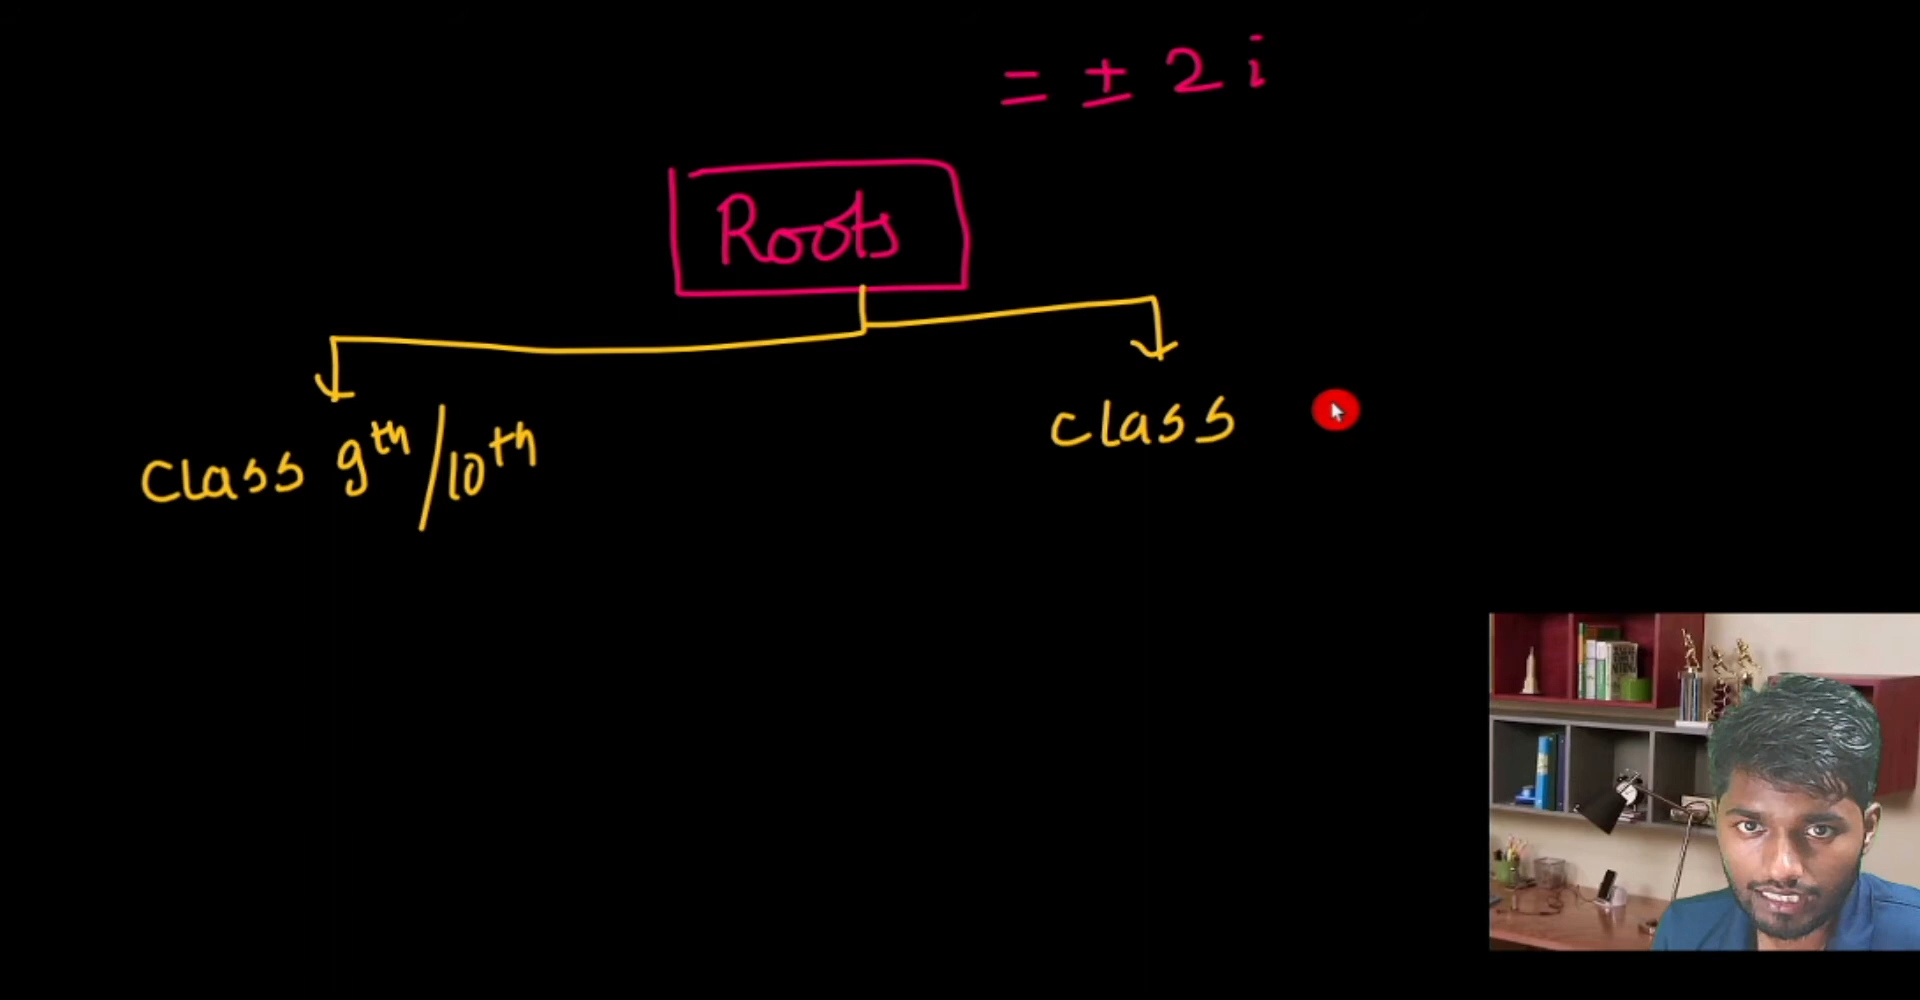 = ± 2 i
Roots
Class 9th/10th
Class